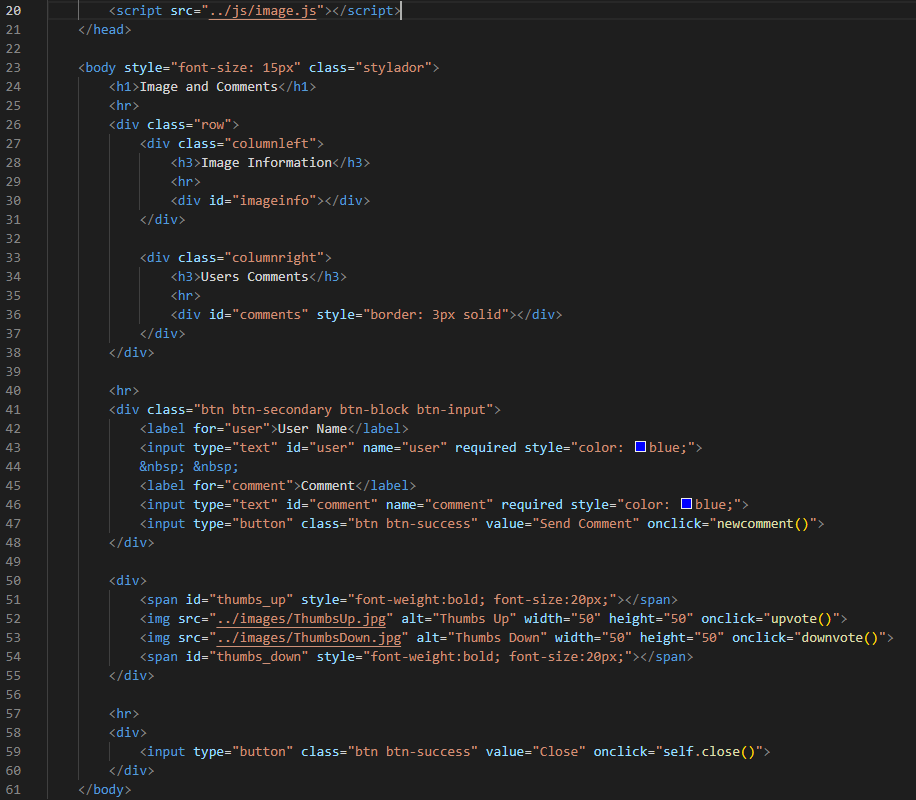 20 <script src="../js/image.js"></script>
21 </head>
22
23 <body style="font-size: 15px" class="stylador">
24 <h1>Image and Comments</h1>
25 <hr>
26 <div class="row">
27 <div class="columnleft">
28 <h3>Image Information</h3>
29 <hr>
30 <div id="imageinfo"></div>
31 </div>
32
33 <div class="columnright">
34 <h3>Users Comments</h3>
35 <hr>
36 <div id="comments" style="border: 3px solid"></div>
37 </div>
38 </div>
39
40 <hr>
41 <div class="btn btn-secondary btn-block btn-input">
42 <label for="user">User Name</label>
43 <input type="text" id="user" name="user" required style="color: blue;">
44 &nbsp; &nbsp;
45 <label for="comment">Comment</label>
46 <input type="text" id="comment" name="comment" required style="color: blue;">
47 <input type="button" class="btn btn-success" value="Send Comment" onclick="newcomment()">
48 </div>
49
50 <div>
51 <span id="thumbs_up" style="font-weight:bold; font-size:20px;"></span>
52 <img src="../images/ThumbsUp.jpg" alt="Thumbs Up" width="50" height="50" onclick="upvote()">
53 <img src="../images/ThumbsDown.jpg" alt="Thumbs Down" width="50" height="50" onclick="downvote()">
54 <span id="thumbs_down" style="font-weight:bold; font-size:20px;"></span>
55 </div>
56
57 <hr>
58 <div>
59 <input type="button" class="btn btn-success" value="Close" onclick="self.close()">
60 </div>
61 </body>